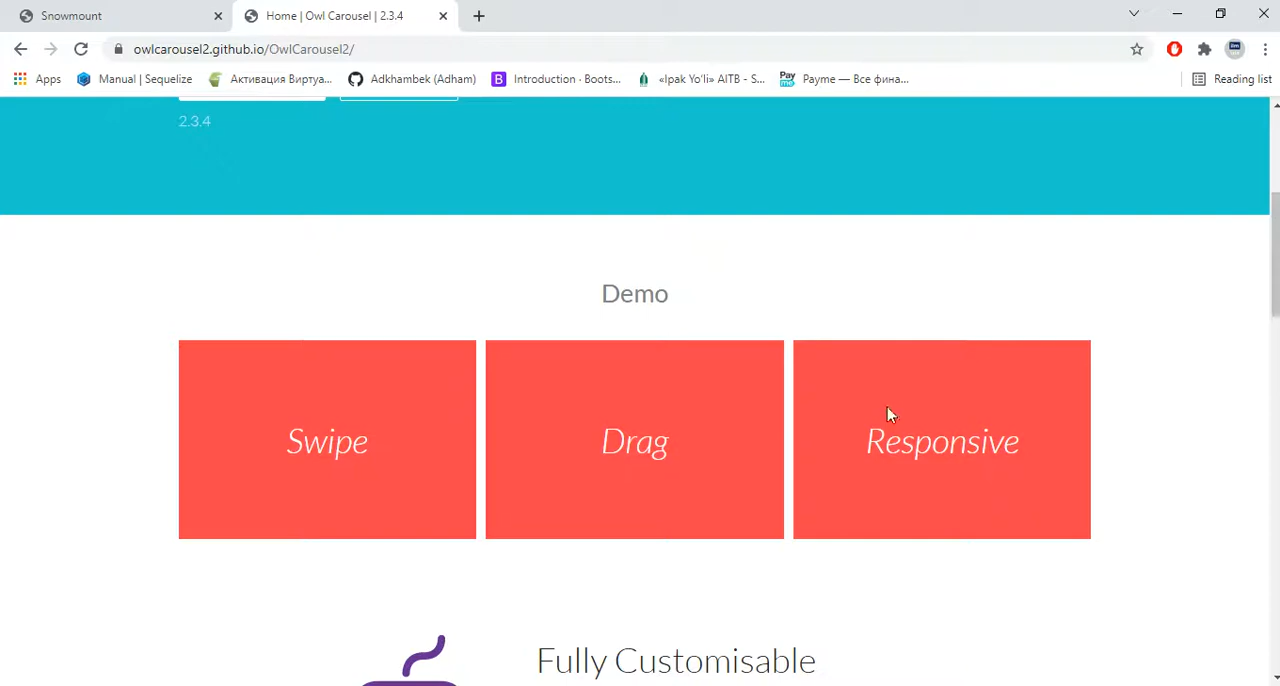 Snowmount
Home | Owl Carousel | 2.3.4
owlcarousel2.github.io/OwlCarousel2/
Apps
Manual | Sequelize
Активация Виртуа...
Adkhambek (Adham)
B
Introduction · Boots...
«Ipak Yo'li» AITB - S...
Pay me
Payme — Все фина...
Reading list
2.3.4
Demo
Swipe
Drag
Responsive
Fully Customisable